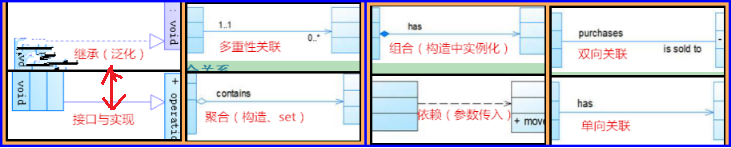 : void
继承（泛化）
1..1
0..*
多重性关联
has
组合（构造中实例化）
purchases
is sold to
双向关联
void
接口与实现
+ operation
contains
聚合（构造、set）
依赖（参数传入）
+ move
has
单向关联